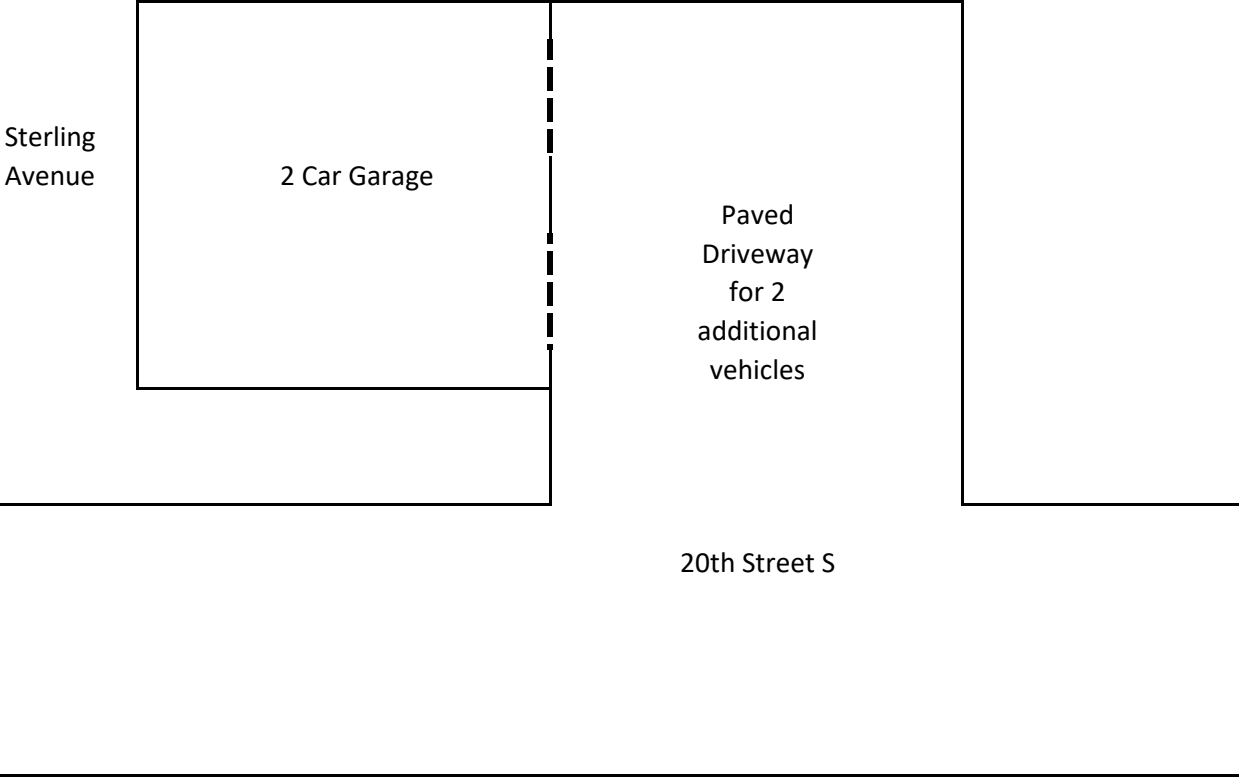 Sterling
Avenue
2 Car Garage
Paved
Driveway
for 2
additional
vehicles
20th Street S